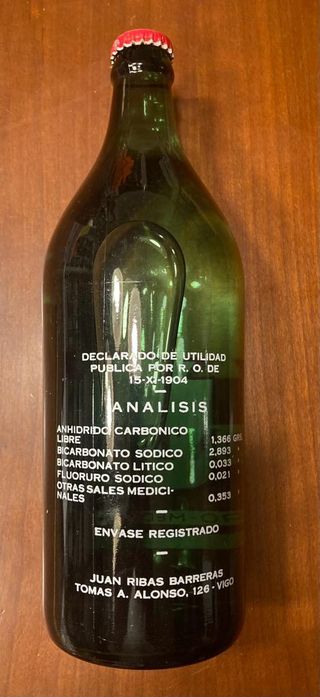 DECLARADO DE UTILIDAD
PUBLICA POR R. O. DE
15-X-1904
ANALISIS
ANHIDRIDO CARBONICO
LIBRE 1,366 GRS.
BICARBONATO SODICO 2,893
BICARBONATO LITICO 0,033
FLUORURO SODICO 0,021
OTRAS SALES MEDICI-
NALES 0,353
ENVASE REGISTRADO
JUAN RIBAS BARRERAS
TOMAS A. ALONSO, 126 - VIGO